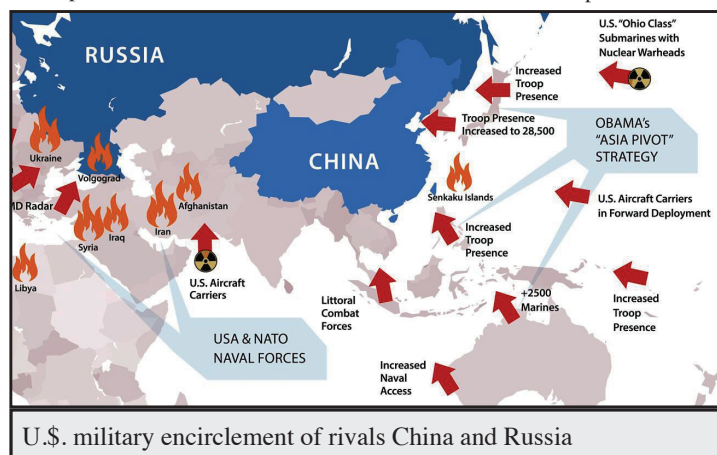 U.S. "Ohio Class"
Submarines with
Nuclear Warheads
RUSSIA
Increased
Troop
Presence
Troop Presence
Increased to 28,500
OBAMA's
"ASIA PIVOT"
STRATEGY
Ukraine
Volgograd
CHINA
Senkaku Islands
MD Radar
Afghanistan
U.S. Aircraft Carriers
in Forward Deployment
Syria
Iraq
Iran
Increased
Troop
Presence
Libya
U.S. Aircraft
Carriers
Littoral
Combat
Forces
+2500
Marines
Increased
Troop
Presence
USA & NATO
NAVAL FORCES
Increased
Naval
Access
U.$. military encirclement of rivals China and Russia